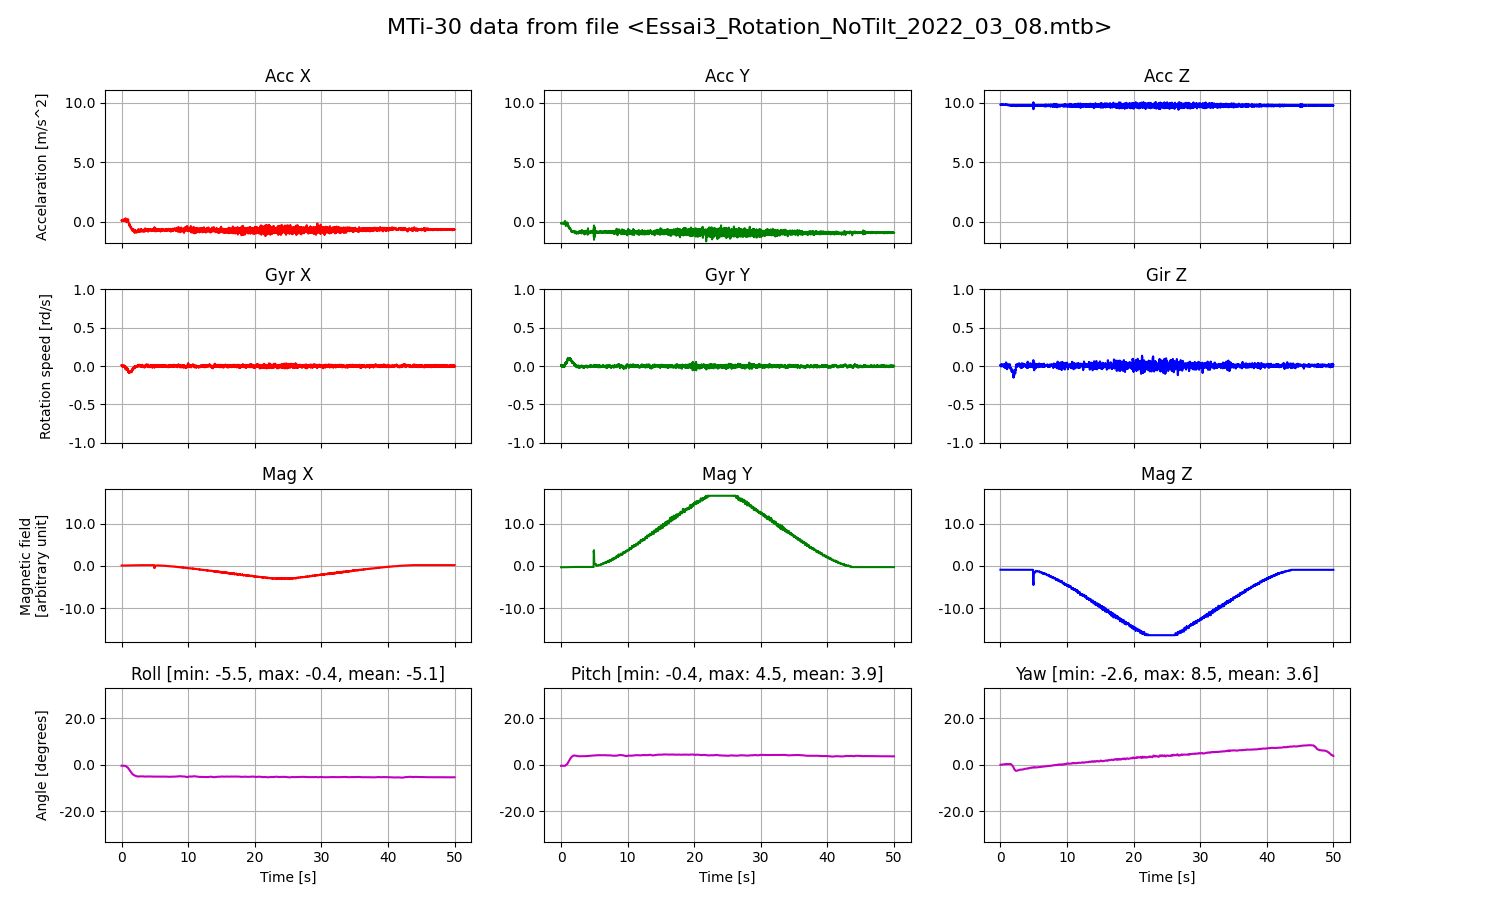 MTi-30 data from file <Essai3_Rotation_NoTilt_2022_03_08.mtb>
Acc X
Acc Y
Acc Z
Accelaration [m/s^2]
10.0
5.0
0.0
10.0
5.0
0.0
10.0
5.0
0.0
Gyr X
Gyr Y
Gir Z
Rotation speed [rd/s]
1.0
0.5
0.0
-0.5
-1.0
1.0
0.5
0.0
-0.5
-1.0
1.0
0.5
0.0
-0.5
-1.0
Mag X
Mag Y
Mag Z
Magnetic field
[arbitrary unit]
10.0
0.0
-10.0
10.0
0.0
-10.0
10.0
0.0
-10.0
Roll [min: -5.5, max: -0.4, mean: -5.1]
Pitch [min: -0.4, max: 4.5, mean: 3.9]
Yaw [min: -2.6, max: 8.5, mean: 3.6]
Angle [degrees]
20.0
0.0
-20.0
20.0
0.0
-20.0
20.0
0.0
-20.0
0 10 20 30 40 50
0 10 20 30 40 50
0 10 20 30 40 50
Time [s]
Time [s]
Time [s]